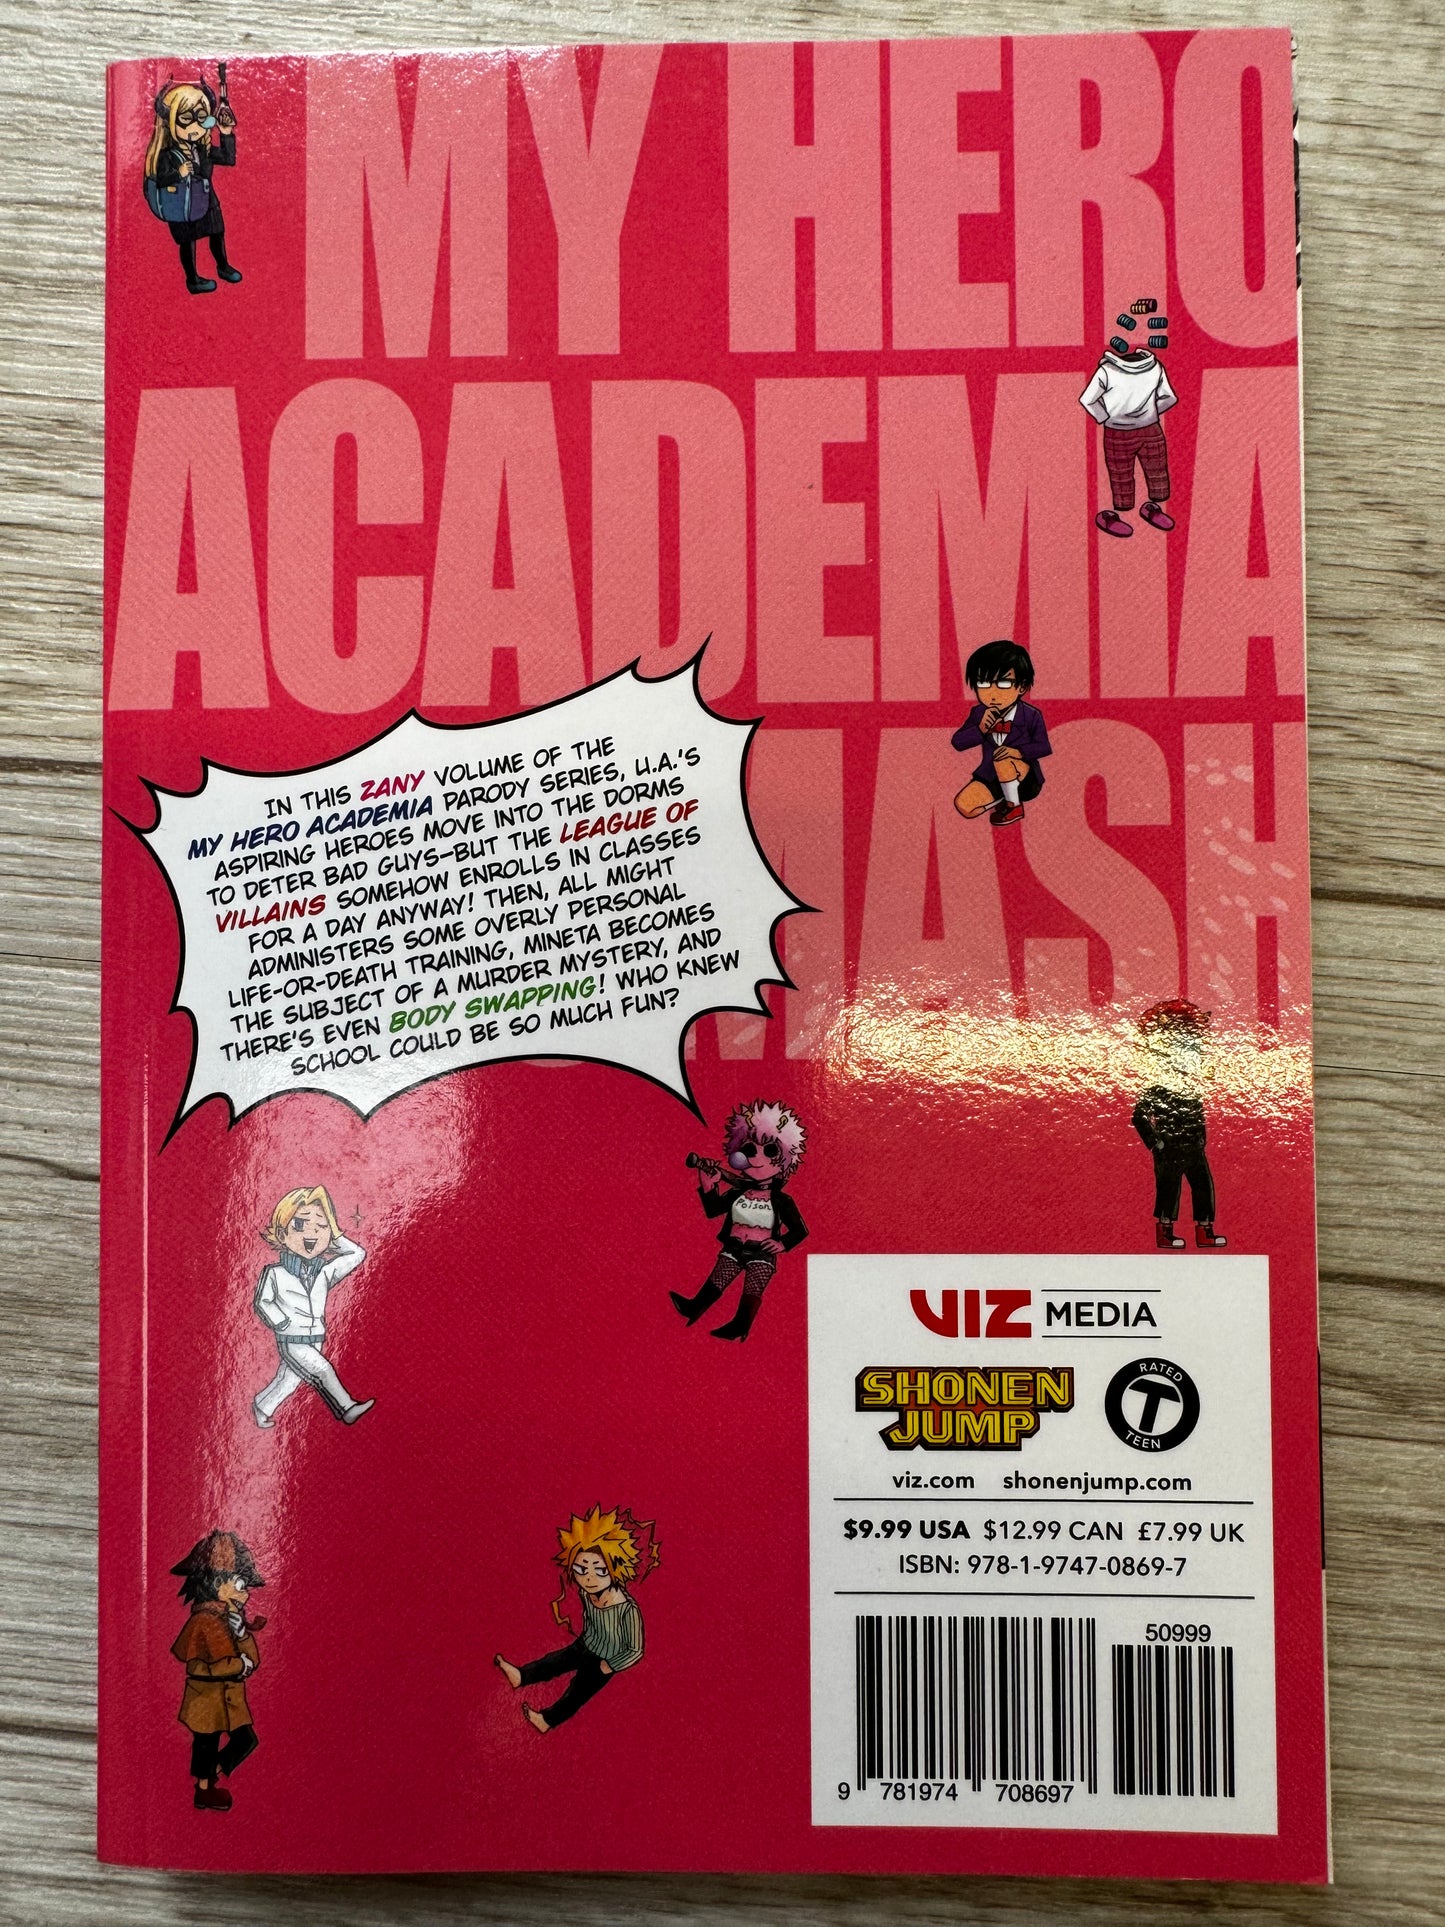 MY HERO
ACADEMIA
MASH
IN THIS ZANY VOLUME OF THE
MY HERO ACADEMIA PARODY SERIES, U.A.'S
ASPIRING HEROES MOVE INTO THE DORMS
TO DETER BAD GUYS—BUT THE LEAGUE OF
VILLAINS SOMEHOW ENROLLS IN CLASSES
FOR A DAY ANYWAY! THEN, ALL MIGHT
ADMINISTERS SOME OVERLY PERSONAL
LIFE-OR-DEATH TRAINING, MINETA BECOMES
THE SUBJECT OF A MURDER MYSTERY, AND
THERE'S EVEN BODY SWAPPING! WHO KNEW
SCHOOL COULD BE SO MUCH FUN?
Poison
VIZ MEDIA
SHONEN
JUMP
RATED
T
TEEN
viz.com shonenjump.com
$9.99 USA $12.99 CAN £7.99 UK
ISBN: 978-1-9747-0869-7
50999
9 781974 708697